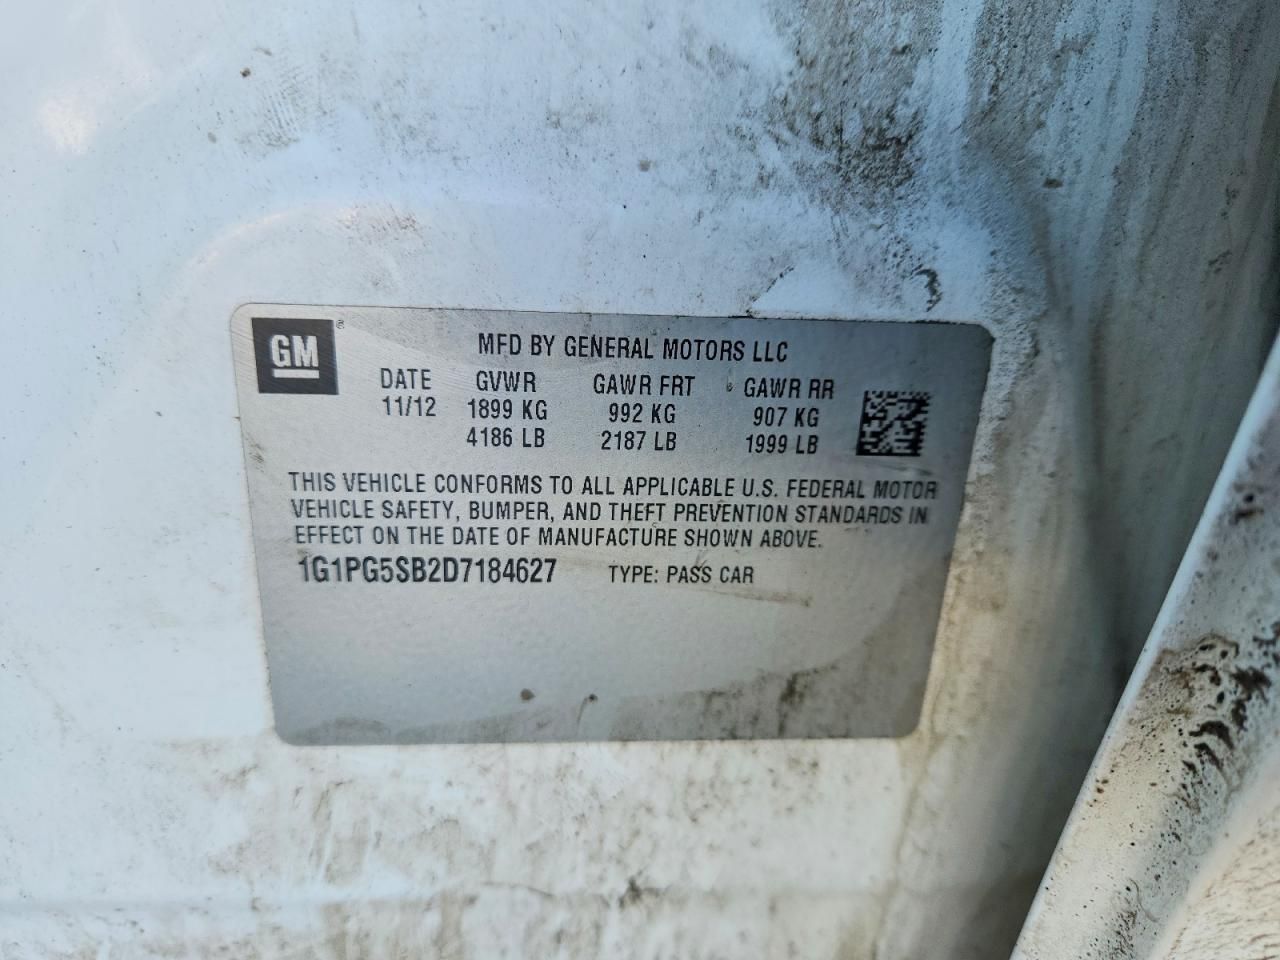 GM ®
MFD BY GENERAL MOTORS LLC
DATE GVWR GAWR FRT GAWR RR
11/12 1899 KG 992 KG 907 KG
4186 LB 2187 LB 1999 LB
THIS VEHICLE CONFORMS TO ALL APPLICABLE U.S. FEDERAL MOTOR
VEHICLE SAFETY, BUMPER, AND THEFT PREVENTION STANDARDS IN
EFFECT ON THE DATE OF MANUFACTURE SHOWN ABOVE.
1G1PG5SB2D7184627 TYPE: PASS CAR